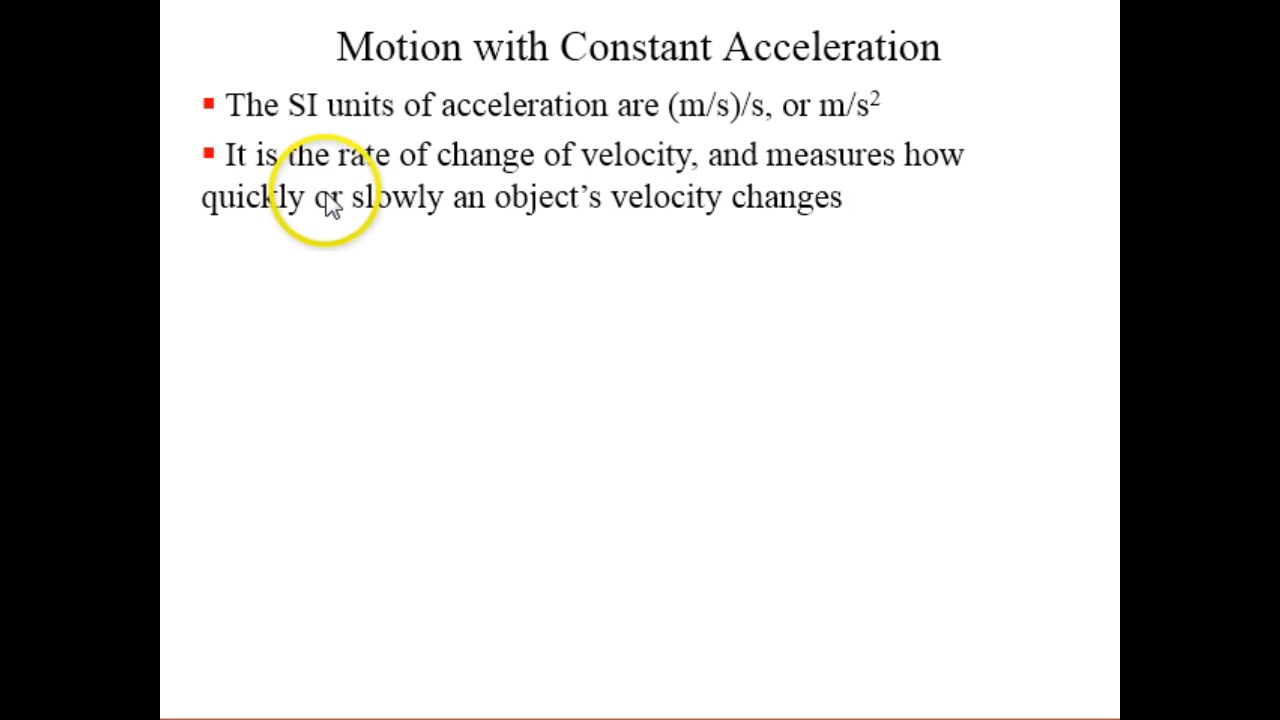 Motion with Constant Acceleration
▪ The SI units of acceleration are (m/s)/s, or m/s²
▪ It is the rate of change of velocity, and measures how
quickly or slowly an object’s velocity changes